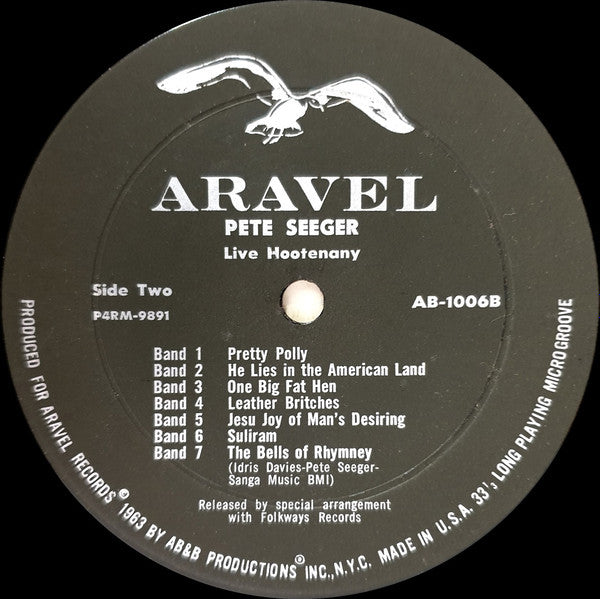 ARAVEL
PETE SEEGER
Live Hootenany
Side Two
P4RM-9891
AB-1006B
Band 1 Pretty Polly
Band 2 He Lies in the American Land
Band 3 One Big Fat Hen
Band 4 Leather Britches
Band 5 Jesu Joy of Man's Desiring
Band 6 Suliram
Band 7 The Bells of Rhymney
(Idris Davies-Pete Seeger-
Sanga Music BMI)
Released by special arrangement
with Folkways Records
PRODUCED FOR ARAVEL RECORDS © 1963 BY AB&B PRODUCTIONS® INC., N.Y.C. MADE IN U.S.A. 33⅓ LONG PLAYING MICROGROOVE